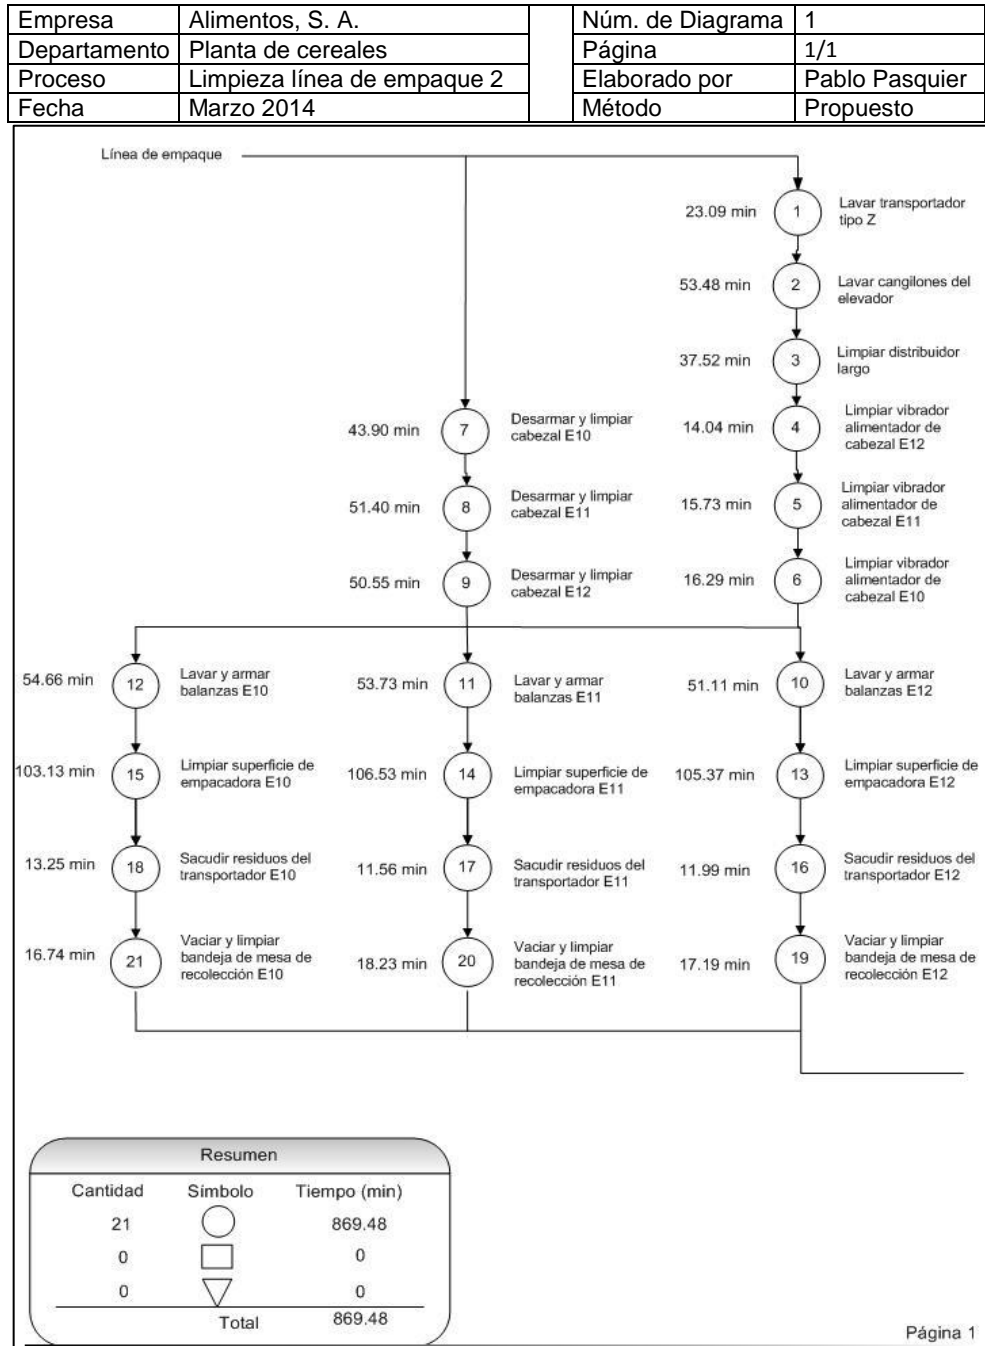 Empresa Alimentos, S. A. Núm. de Diagrama 1
Departamento Planta de cereales Página 1/1
Proceso Limpieza línea de empaque 2 Elaborado por Pablo Pasquier
Fecha Marzo 2014 Método Propuesto
Línea de empaque
23.09 min 1 Lavar transportador
tipo Z
53.48 min 2 Lavar cangilones del
elevador
37.52 min 3 Limpiar distribuidor
largo
43.90 min 7 Desarmar y limpiar
cabezal E10
14.04 min 4 Limpiar vibrador
alimentador de
cabezal E12
51.40 min 8 Desarmar y limpiar
cabezal E11
15.73 min 5 Limpiar vibrador
alimentador de
cabezal E11
50.55 min 9 Desarmar y limpiar
cabezal E12
16.29 min 6 Limpiar vibrador
alimentador de
cabezal E10
54.66 min 12 Lavar y armar
balanzas E10
53.73 min 11 Lavar y armar
balanzas E11
51.11 min 10 Lavar y armar
balanzas E12
103.13 min 15 Limpiar superficie de
empacadora E10
106.53 min 14 Limpiar superficie de
empacadora E11
105.37 min 13 Limpiar superficie de
empacadora E12
13.25 min 18 Sacudir residuos del
transportador E10
11.56 min 17 Sacudir residuos del
transportador E11
11.99 min 16 Sacudir residuos del
transportador E12
16.74 min 21 Vaciar y limpiar
bandeja de mesa de
recolección E10
18.23 min 20 Vaciar y limpiar
bandeja de mesa de
recolección E11
17.19 min 19 Vaciar y limpiar
bandeja de mesa de
recolección E12
Resumen
Cantidad Símbolo Tiempo (min)
21 869.48
0 0
0 0
Total 869.48
Página 1